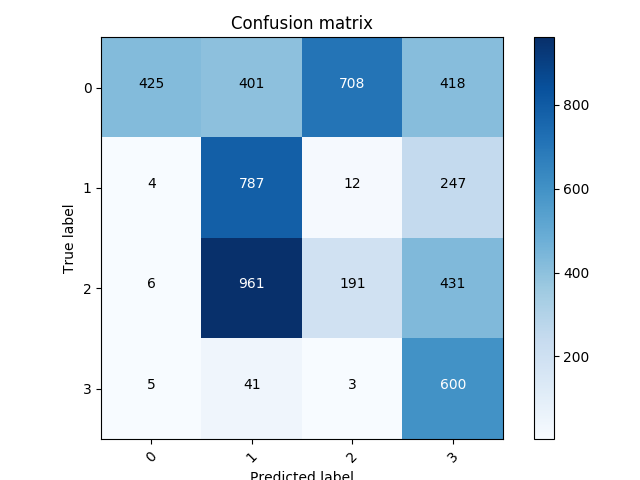 Confusion matrix
True label
0 425 401 708 418
1 4 787 12 247
2 6 961 191 431
3 5 41 3 600
0 1 2 3
Predicted label
800
600
400
200